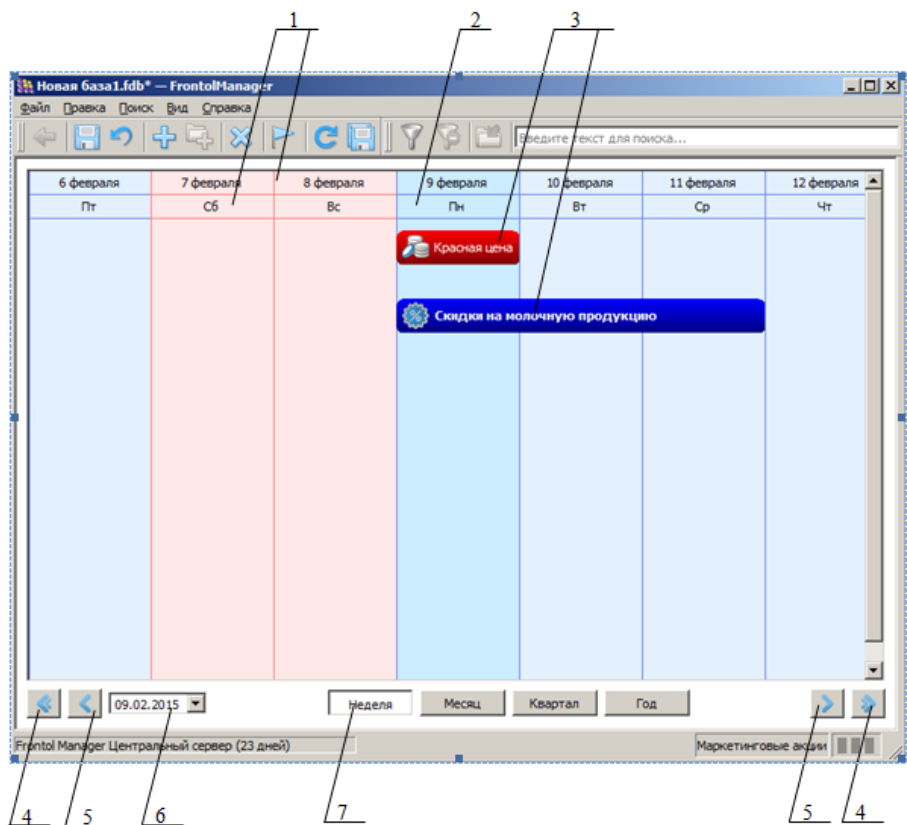 1 2 3
Новая база1.fdb* — FrontolManager
Файл Правка Поиск Вид Справка
Введите текст для поиска...
6 февраля 7 февраля 8 февраля 9 февраля 10 февраля 11 февраля 12 февраля
Пт Сб Вс Пн Вт Ср Чт
Красная цена
Скидки на молочную продукцию
09.02.2015 Неделя Месяц Квартал Год
Frontol Manager Центральный сервер (23 дней) Маркетинговые акции
4 5 6 7 5 4